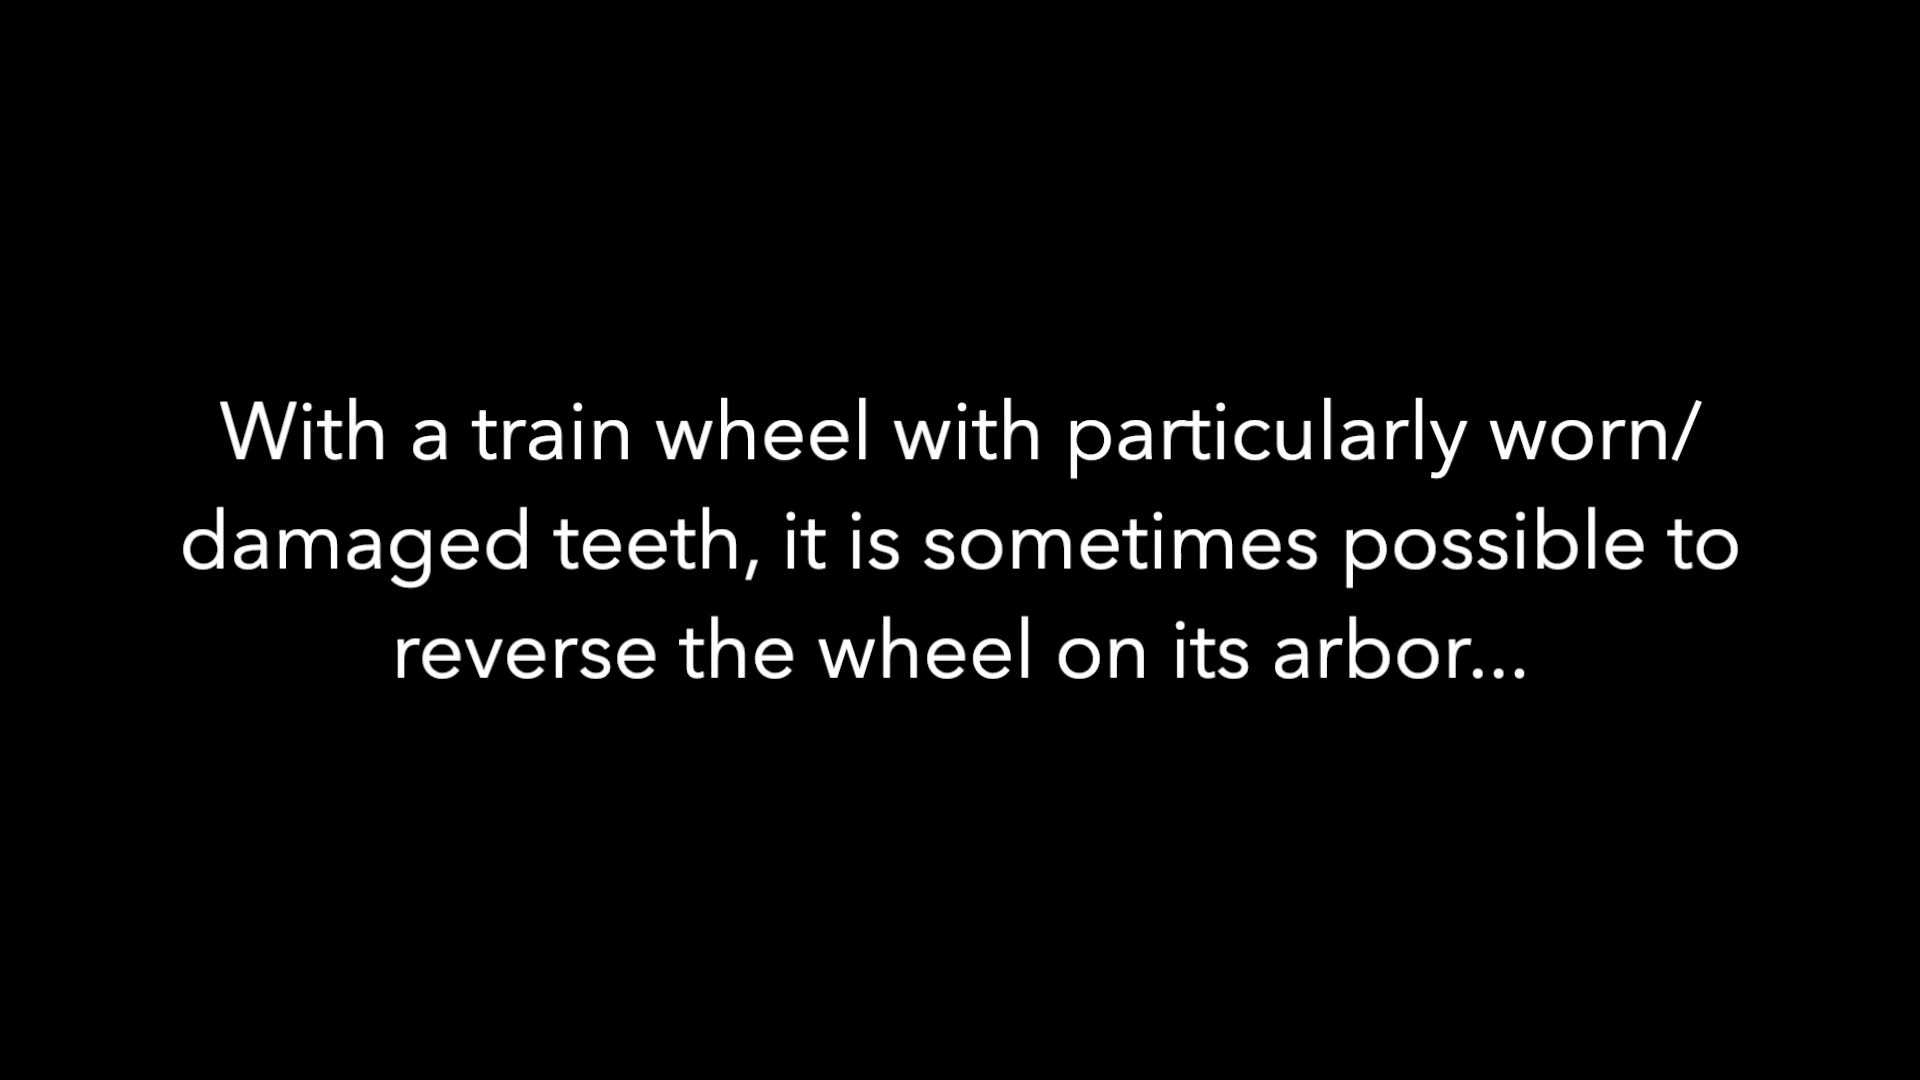 With a train wheel with particularly worn/
damaged teeth, it is sometimes possible to
reverse the wheel on its arbor...